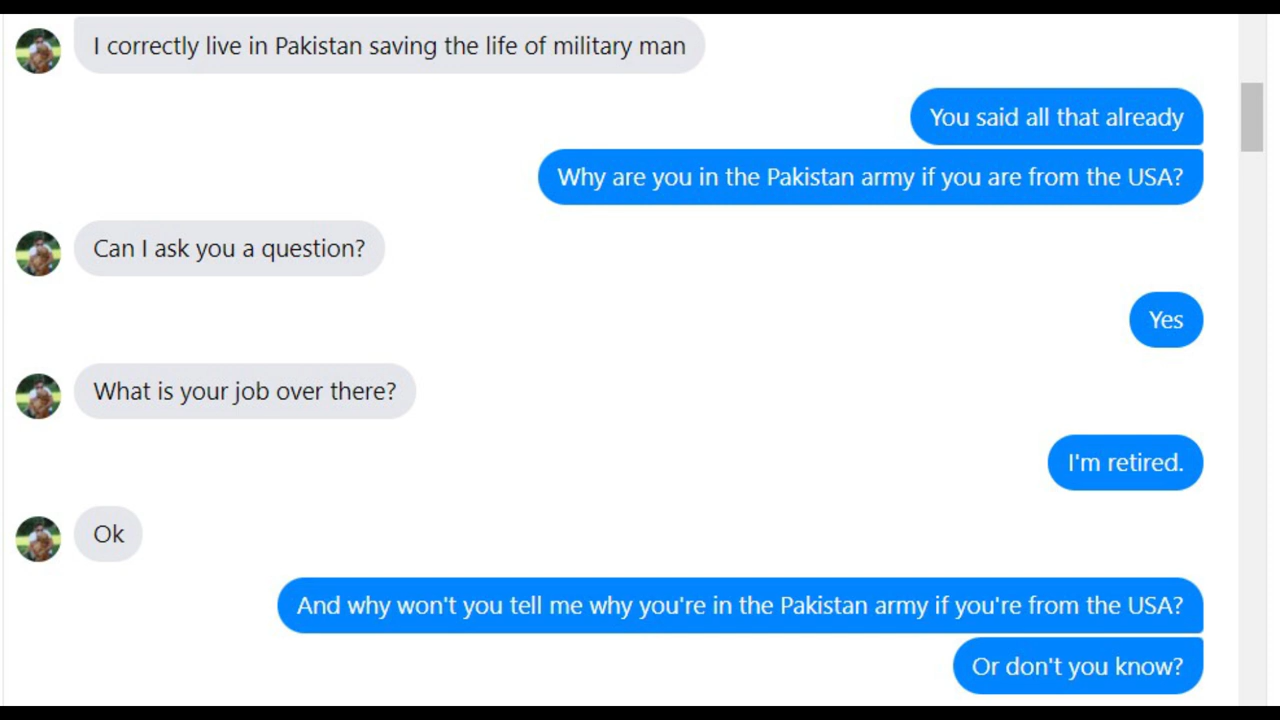 I correctly live in Pakistan saving the life of military man
You said all that already
Why are you in the Pakistan army if you are from the USA?
Can I ask you a question?
Yes
What is your job over there?
I'm retired.
Ok
And why won't you tell me why you're in the Pakistan army if you're from the USA?
Or don't you know?